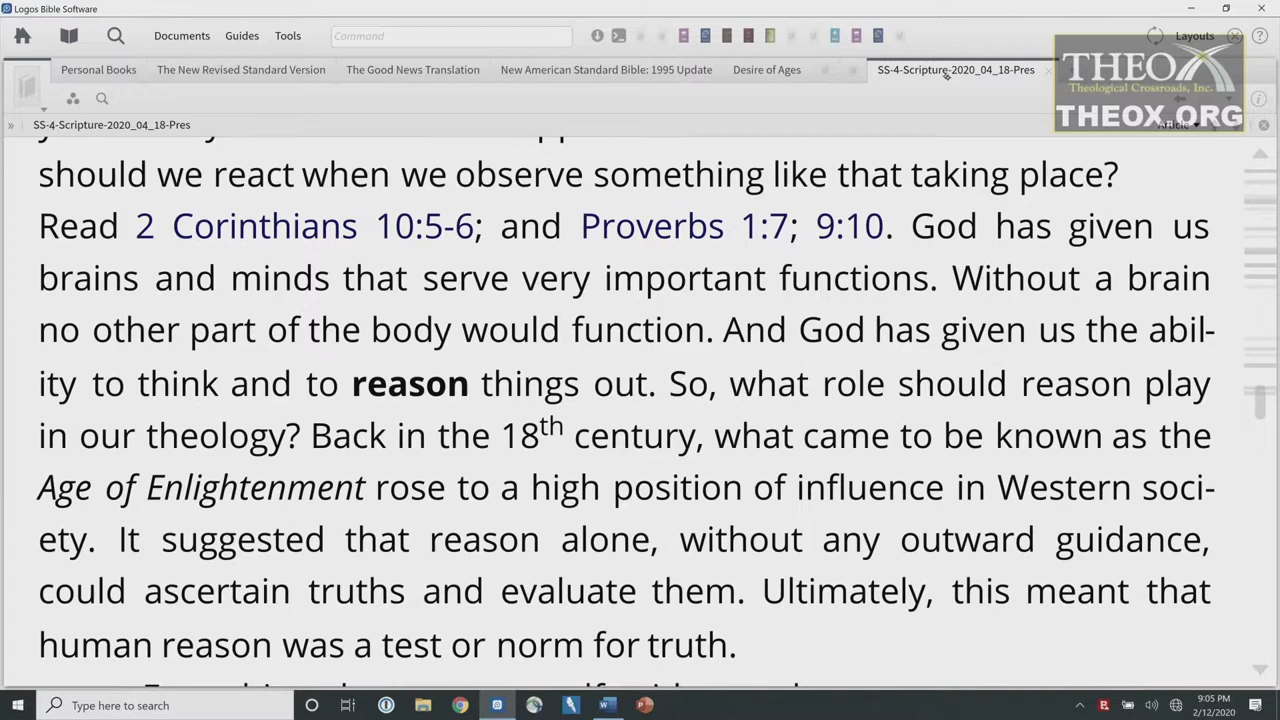 Logos Bible Software
Documents Guides Tools Command Layouts
Personal Books The New Revised Standard Version The Good News Translation New American Standard Bible: 1995 Update Desire of Ages SS-4-Scripture-2020_04_18-Pres
THEOX
Theological Crossroads, Inc.
THEOX.ORG
SS-4-Scripture-2020_04_18-Pres Article
should we react when we observe something like that taking place?
Read 2 Corinthians 10:5-6; and Proverbs 1:7; 9:10. God has given us
brains and minds that serve very important functions. Without a brain
no other part of the body would function. And God has given us the abil-
ity to think and to reason things out. So, what role should reason play
in our theology? Back in the 18th century, what came to be known as the
Age of Enlightenment rose to a high position of influence in Western soci-
ety. It suggested that reason alone, without any outward guidance,
could ascertain truths and evaluate them. Ultimately, this meant that
human reason was a test or norm for truth.
Type here to search
9:05 PM
2/12/2020